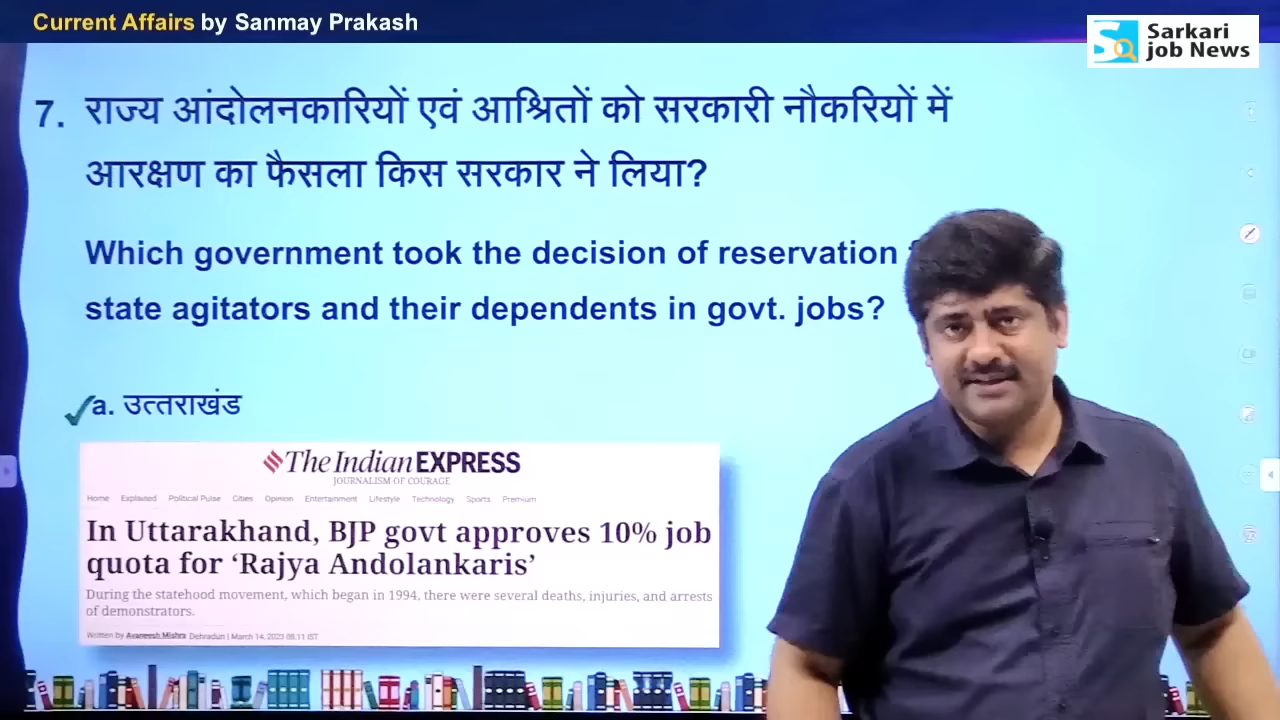 Current Affairs by Sanmay Prakash
Sarkari
job News
7. राज्य आंदोलनकारियों एवं आश्रितों को सरकारी नौकरियों में
आरक्षण का फैसला किस सरकार ने लिया?
Which government took the decision of reservation
state agitators and their dependents in govt. jobs?
a. उत्तराखंड
The Indian EXPRESS
JOURNALISM OF COURAGE
Home Explained Political Pulse Cities Opinion Entertainment Lifestyle Technology Sports Premium
In Uttarakhand, BJP govt approves 10% job
quota for ‘Rajya Andolankaris’
During the statehood movement, which began in 1994, there were several deaths, injuries, and arrests
of demonstrators.
Written by Avaneesh Mishra Dehradun | March 14, 2023 08:11 IST